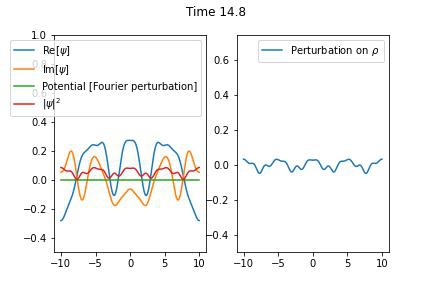 Time 14.8
1.0
0.8
0.6
0.4
0.2
0.0
−0.2
−0.4
Re[ψ]
Im[ψ]
Potential [Fourier perturbation]
|ψ|²
−10 −5 0 5 10
Perturbation on ρ
0.6
0.4
0.2
0.0
−0.2
−0.4
−10 −5 0 5 10